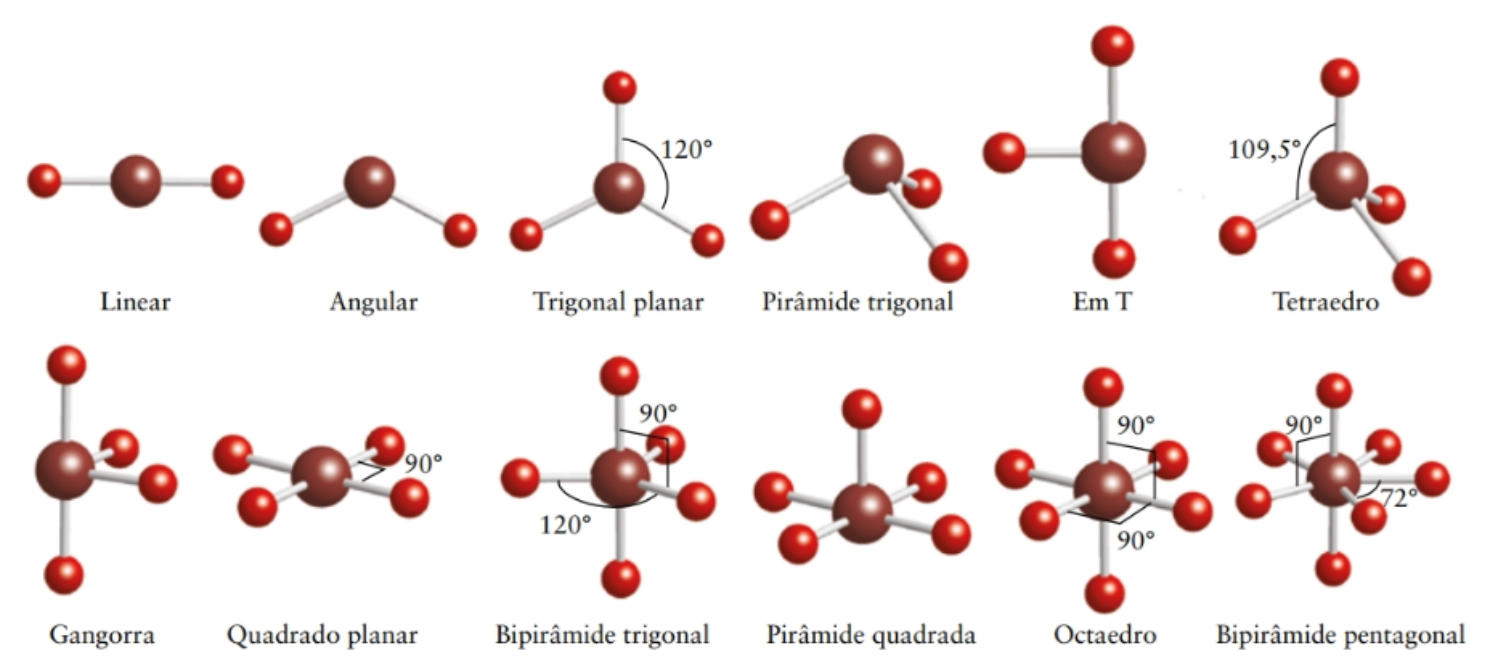 120°
109,5°
Linear
Angular
Trigonal planar
Pirâmide trigonal
Em T
Tetraedro
90°
120°
90°
90°
90°
90°
72°
Gangorra
Quadrado planar
Bipirâmide trigonal
Pirâmide quadrada
Octaedro
Bipirâmide pentagonal